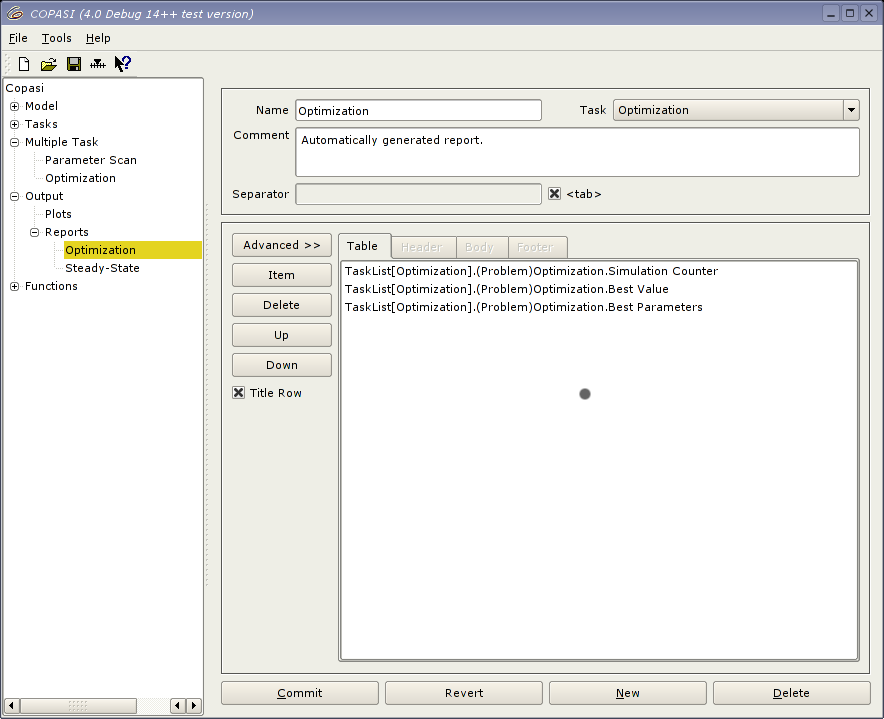 COPASI (4.0 Debug 14++ test version)
File Tools Help
Copasi
Model
Tasks
Multiple Task
Parameter Scan
Optimization
Output
Plots
Reports
Optimization
Steady-State
Functions
Name Optimization Task Optimization
Comment Automatically generated report.
Separator <tab>
Advanced >>
Item
Delete
Up
Down
Title Row
Table Header Body Footer
TaskList[Optimization].(Problem)Optimization.Simulation Counter
TaskList[Optimization].(Problem)Optimization.Best Value
TaskList[Optimization].(Problem)Optimization.Best Parameters
Commit Revert New Delete